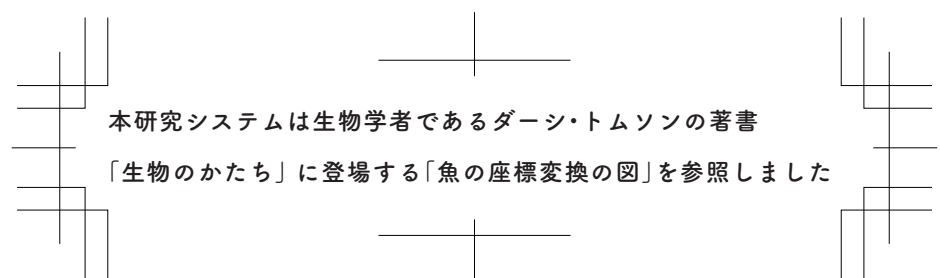 本研究システムは生物学者であるダーシ・トムソンの著書
「生物のかたち」に登場する「魚の座標変換の図」を参照しました